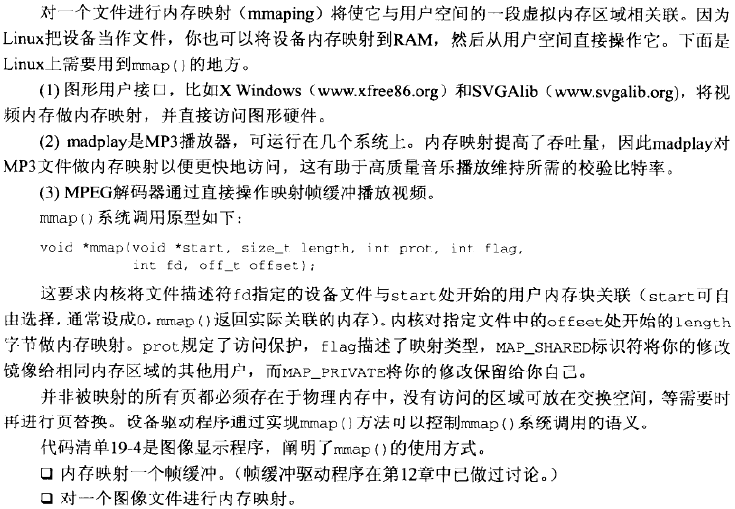 对一个文件进行内存映射（mmaping）将使它与用户空间的一段虚拟内存区域相关联。因为
Linux把设备当作文件，你也可以将设备内存映射到RAM，然后从用户空间直接操作它。下面是
Linux上需要用到mmap()的地方。
(1) 图形用户接口，比如X Windows（www.xfree86.org）和SVGAlib（www.svgalib.org)，将视
频内存做内存映射，并直接访问图形硬件。
(2) madplay是MP3播放器，可运行在几个系统上。内存映射提高了吞吐量，因此madplay对
MP3文件做内存映射以便更快地访问，这有助于高质量音乐播放维持所需的校验比特率。
(3) MPEG解码器通过直接操作映射帧缓冲播放视频。
mmap()系统调用原型如下：
void *mmap(void *start, size_t length, int prot, int flag,
int fd, off_t offset);
这要求内核将文件描述符fd指定的设备文件与start处开始的用户内存块关联（start可自
由选择，通常设成0，mmap()返回实际关联的内存）。内核对指定文件中的offset处开始的length
字节做内存映射。prot规定了访问保护，flag描述了映射类型，MAP_SHARED标识符将你的修改
镜像给相同内存区域的其他用户，而MAP_PRIVATE将你的修改保留给你自己。
并非被映射的所有页都必须存在于物理内存中，没有访问的区域可放在交换空间，等需要时
再进行页替换。设备驱动程序通过实现mmap()方法可以控制mmap()系统调用的语义。
代码清单19-4是图像显示程序，阐明了mmap()的使用方式。
❑ 内存映射一个帧缓冲。（帧缓冲驱动程序在第12章中已做过讨论。）
❑ 对一个图像文件进行内存映射。